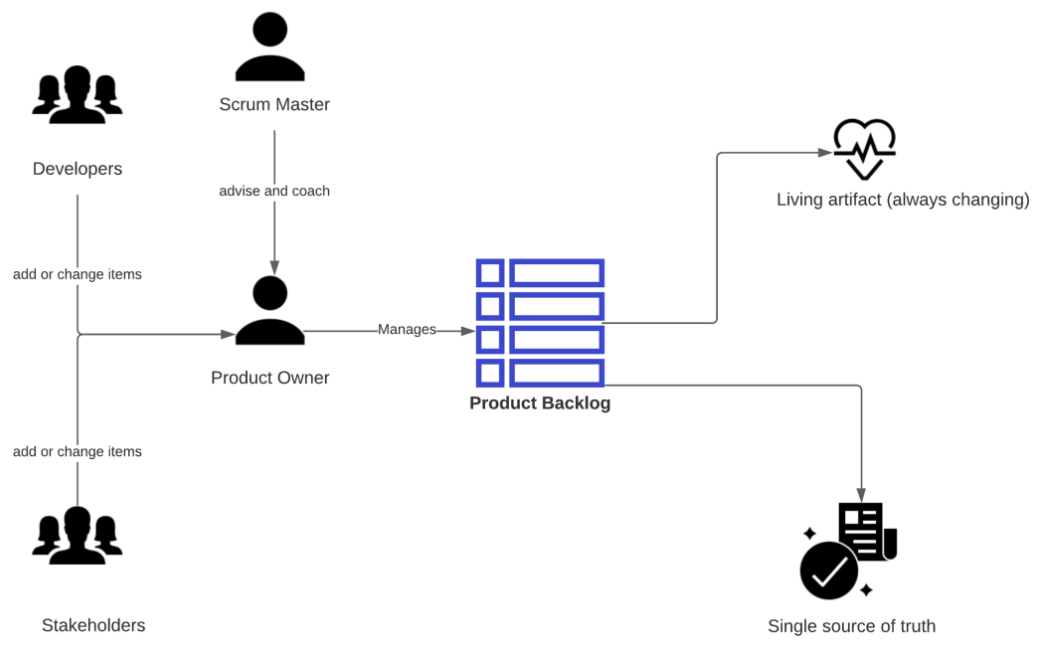 Scrum Master
Developers
advise and coach
Living artifact (always changing)
add or change items
Manages
Product Owner
Product Backlog
add or change items
Stakeholders
Single source of truth